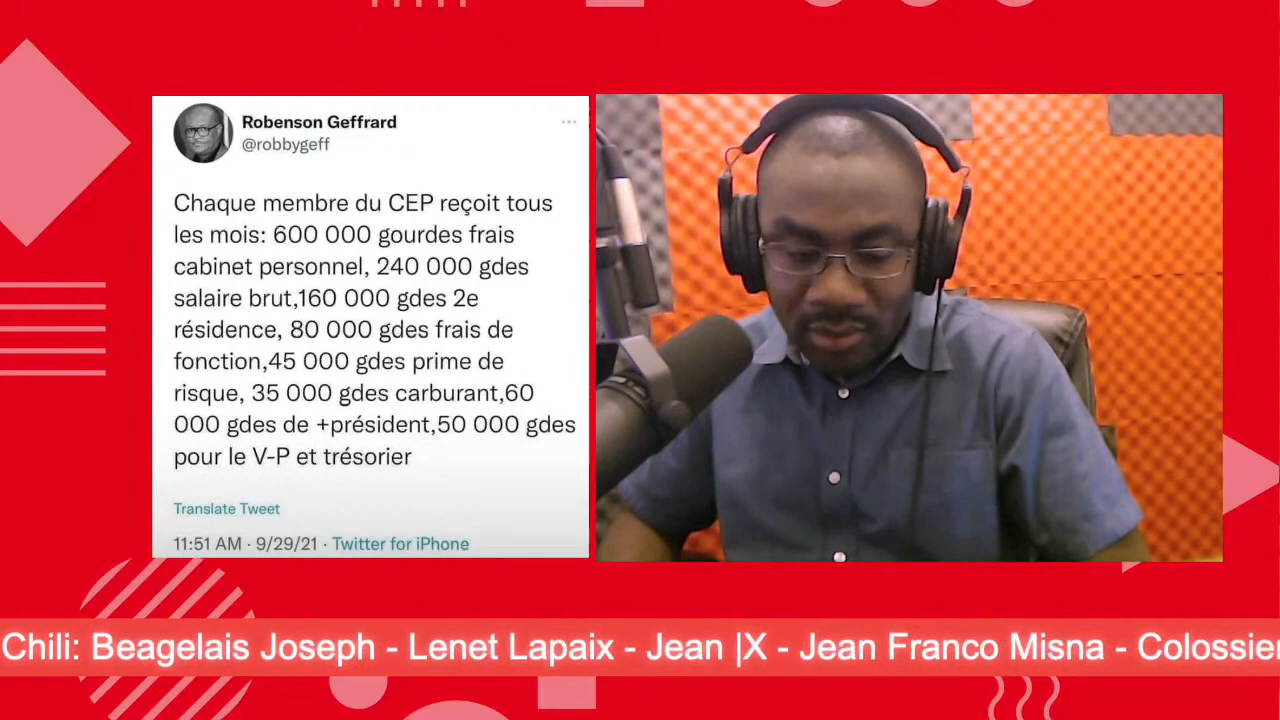 Robenson Geffrard
@robbygeff
Chaque membre du CEP reçoit tous
les mois: 600 000 gourdes frais
cabinet personnel, 240 000 gdes
salaire brut,160 000 gdes 2e
résidence, 80 000 gdes frais de
fonction,45 000 gdes prime de
risque, 35 000 gdes carburant,60
000 gdes de +président,50 000 gdes
pour le V-P et trésorier
Translate Tweet
11:51 AM · 9/29/21 · Twitter for iPhone
Chili: Beagelais Joseph - Lenet Lapaix - Jean |X - Jean Franco Misna - Colossier